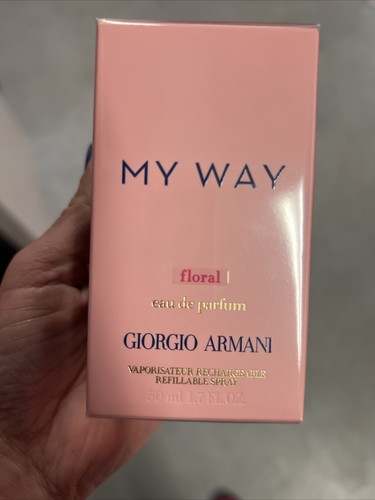 MY WAY
floral
eau de parfum
GIORGIO ARMANI
VAPORISATEUR RECHARGEABLE
REFILLABLE SPRAY
50 ml 1.7 FL.OZ.